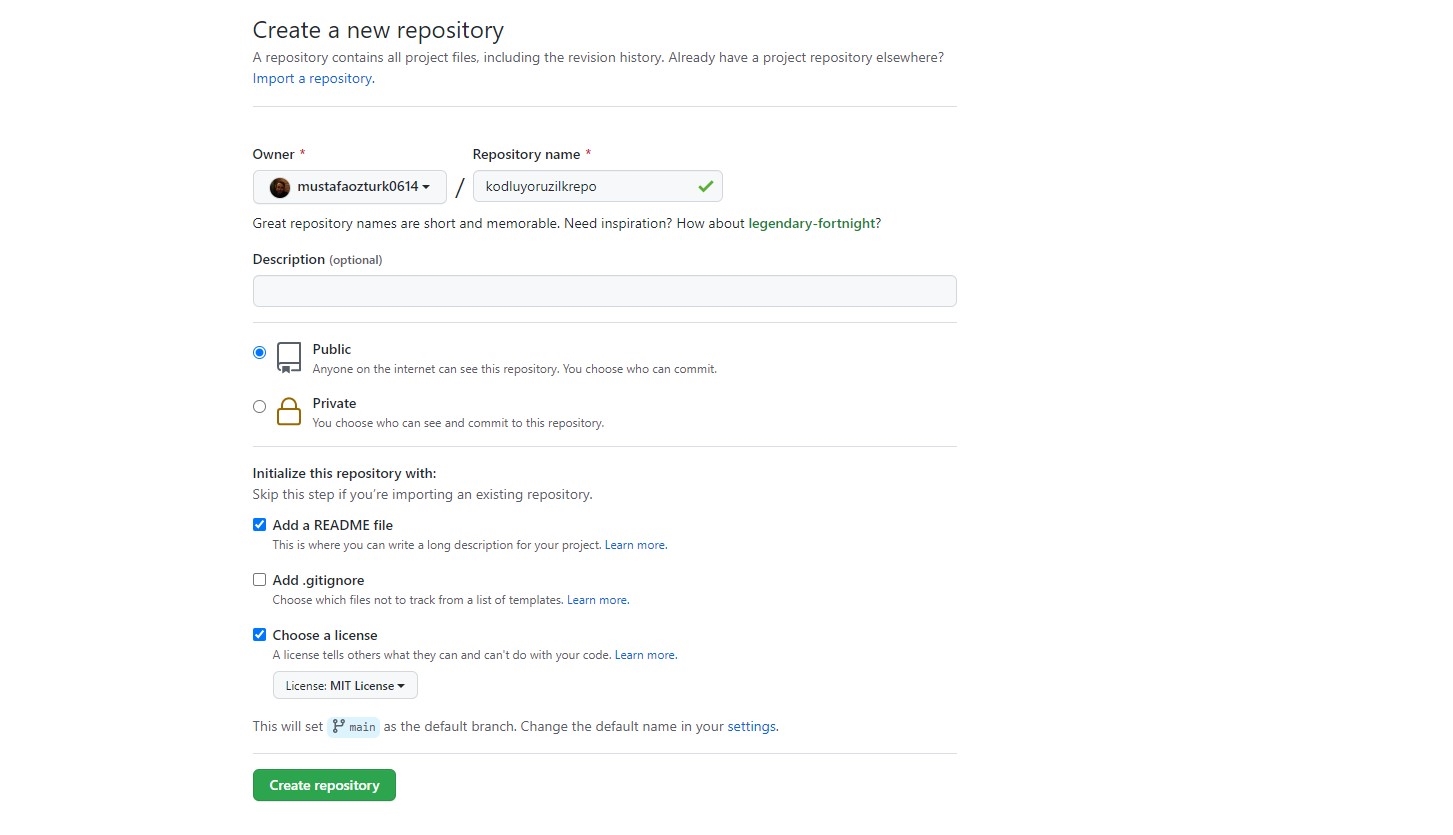 Create a new repository
A repository contains all project files, including the revision history. Already have a project repository elsewhere?
Import a repository.
Owner * Repository name *
mustafaozturk0614 / kodluyoruzilkrepo
Great repository names are short and memorable. Need inspiration? How about legendary-fortnight?
Description (optional)
Public
Anyone on the internet can see this repository. You choose who can commit.
Private
You choose who can see and commit to this repository.
Initialize this repository with:
Skip this step if you're importing an existing repository.
Add a README file
This is where you can write a long description for your project. Learn more.
Add .gitignore
Choose which files not to track from a list of templates. Learn more.
Choose a license
A license tells others what they can and can't do with your code. Learn more.
License: MIT License
This will set main as the default branch. Change the default name in your settings.
Create repository